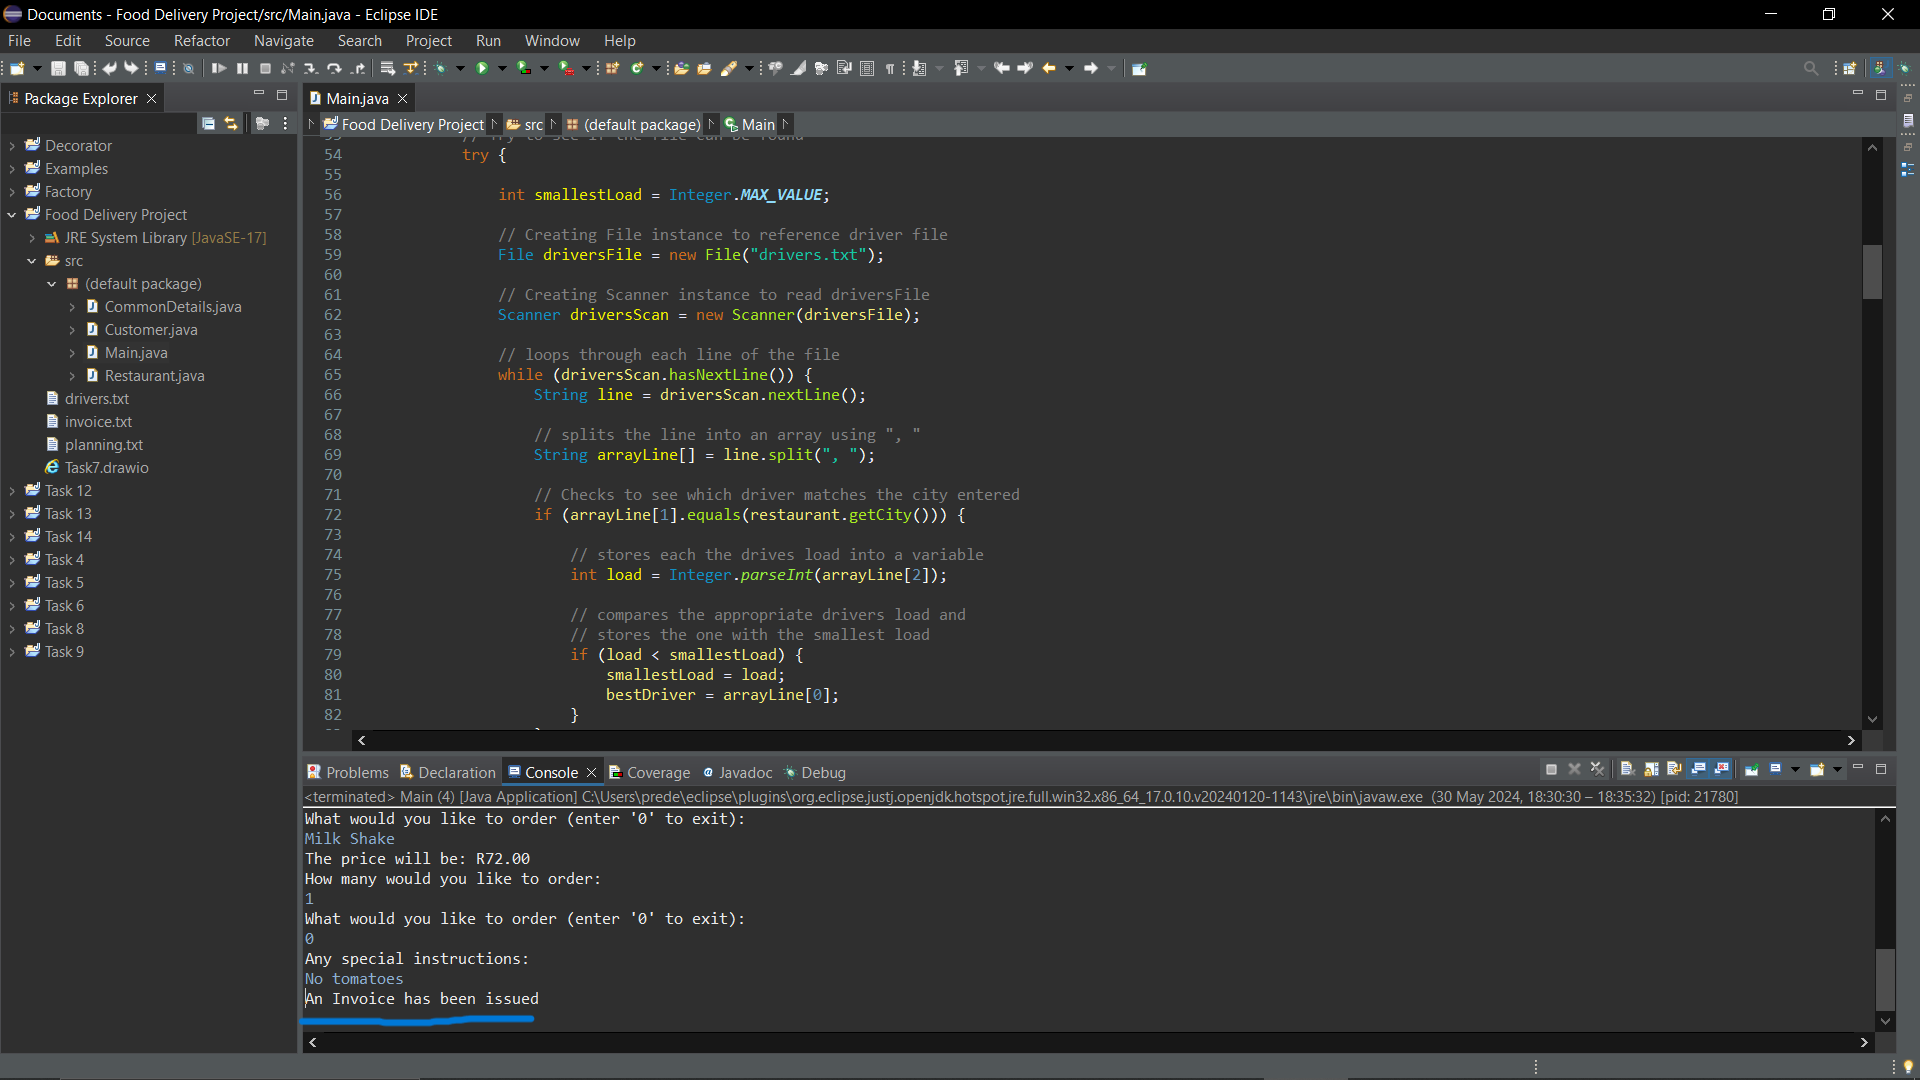 Documents - Food Delivery Project/src/Main.java - Eclipse IDE
File Edit Source Refactor Navigate Search Project Run Window Help
Package Explorer
Decorator
Examples
Factory
Food Delivery Project
JRE System Library [JavaSE-17]
src
(default package)
CommonDetails.java
Customer.java
Main.java
Restaurant.java
drivers.txt
invoice.txt
planning.txt
Task7.drawio
Task 12
Task 13
Task 14
Task 4
Task 5
Task 6
Task 8
Task 9
Main.java
Food Delivery Project src (default package) Main
54 try {
55
56 int smallestLoad = Integer.MAX_VALUE;
57
58 // Creating File instance to reference driver file
59 File driversFile = new File("drivers.txt");
60
61 // Creating Scanner instance to read driversFile
62 Scanner driversScan = new Scanner(driversFile);
63
64 // loops through each line of the file
65 while (driversScan.hasNextLine()) {
66 String line = driversScan.nextLine();
67
68 // splits the line into an array using ", "
69 String arrayLine[] = line.split(", ");
70
71 // Checks to see which driver matches the city entered
72 if (arrayLine[1].equals(restaurant.getCity())) {
73
74 // stores each the drives load into a variable
75 int load = Integer.parseInt(arrayLine[2]);
76
77 // compares the appropriate drivers load and
78 // stores the one with the smallest load
79 if (load < smallestLoad) {
80 smallestLoad = load;
81 bestDriver = arrayLine[0];
82 }
Problems Declaration Console Coverage Javadoc Debug
<terminated> Main (4) [Java Application] C:\Users\prede\eclipse\plugins\org.eclipse.justj.openjdk.hotspot.jre.full.win32.x86_64_17.0.10.v20240120-1143\jre\bin\javaw.exe (30 May 2024, 18:30:30 – 18:35:32) [pid: 21780]
What would you like to order (enter '0' to exit):
Milk Shake
The price will be: R72.00
How many would you like to order:
1
What would you like to order (enter '0' to exit):
0
Any special instructions:
No tomatoes
An Invoice has been issued